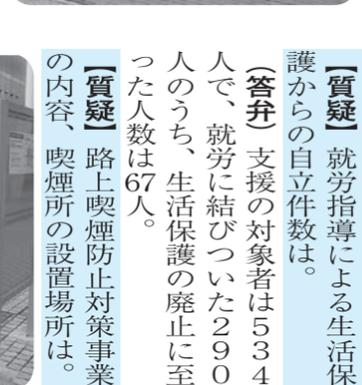 【質疑】就労指導による生活保
護からの自立件数は。
(答弁)支援の対象者は534
人で、就労に結びついた290
人のうち、生活保護の廃止に至
った人数は67人。
【質疑】路上喫煙防止対策事業
の内容、喫煙所の設置場所は。